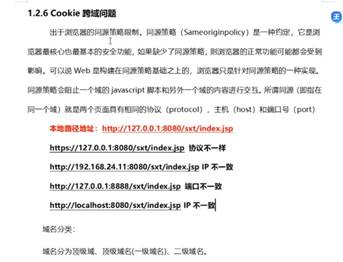 1.2.6 Cookie 跨域问题
出于浏览器的同源策略限制。同源策略（Sameoriginpolicy）是一种约定，它是浏
览器最核心也最基本的安全功能，如果缺少了同源策略，则浏览器的正常功能可能都会受到
影响。可以说 Web 是构建在同源策略基础之上的，浏览器只是针对同源策略的一种实现。
同源策略会阻止一个域的 javascript 脚本和另外一个域的内容进行交互。所谓同源（即指在
同一个域）就是两个页面具有相同的协议（protocol），主机（host）和端口号（port）
本地路径地址：http://127.0.0.1:8080/sxt/index.jsp
https://127.0.0.1:8080/sxt/index.jsp 协议不一样
http://192.168.24.11:8080/sxt/index.jsp IP 不一致
http://127.0.0.1:8888/sxt/index.jsp 端口不一致
http://localhost:8080/sxt/index.jsp IP 不一致
域名分类：
域名分为顶级域、顶级域名(一级域名)、二级域名。